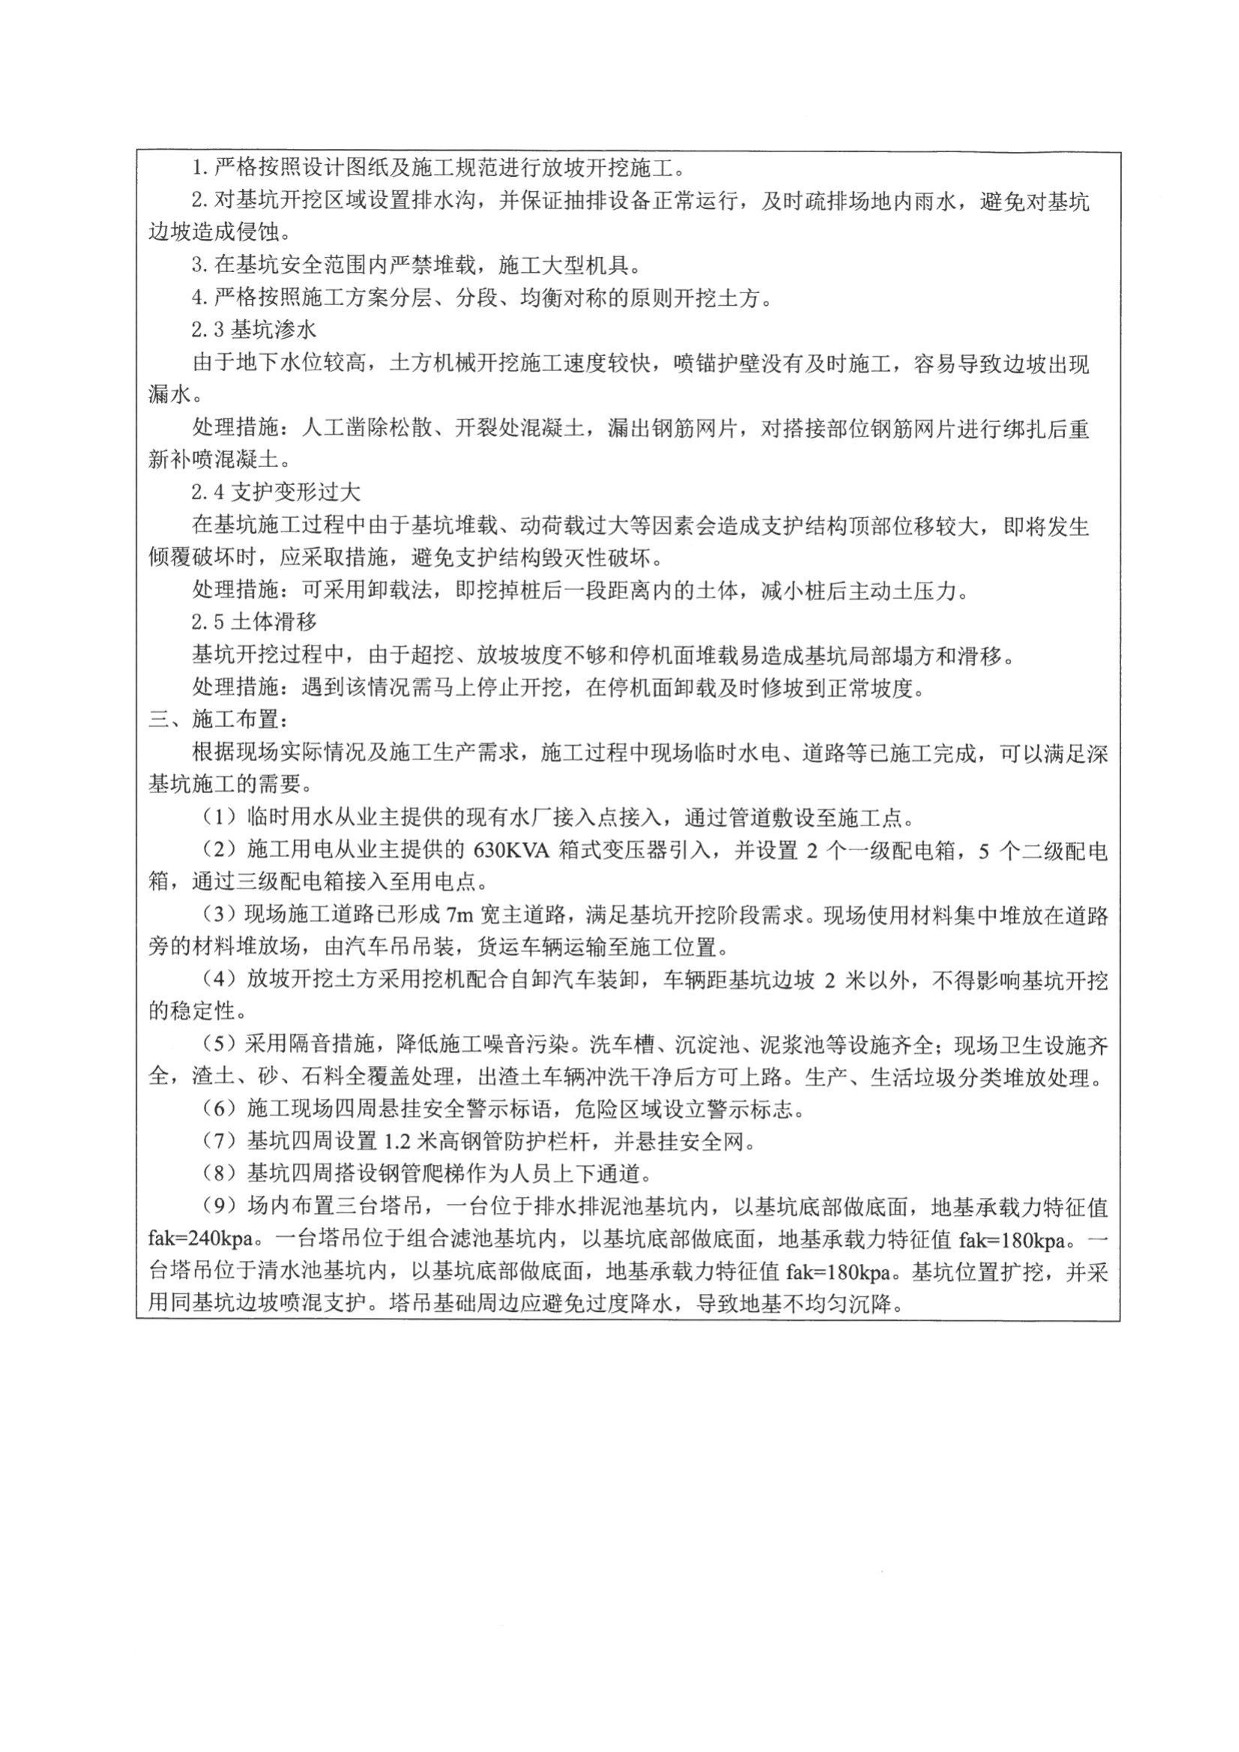 1. 严格按照设计图纸及施工规范进行放坡开挖施工。
2. 对基坑开挖区域设置排水沟，并保证抽排设备正常运行，及时疏排场地内雨水，避免对基坑
边坡造成侵蚀。
3. 在基坑安全范围内严禁堆载，施工大型机具。
4. 严格按照施工方案分层、分段、均衡对称的原则开挖土方。
2.3 基坑渗水
由于地下水位较高，土方机械开挖施工速度较快，喷锚护壁没有及时施工，容易导致边坡出现
漏水。
处理措施：人工凿除松散、开裂处混凝土，漏出钢筋网片，对搭接部位钢筋网片进行绑扎后重
新补喷混凝土。
2.4 支护变形过大
在基坑施工过程中由于基坑堆载、动荷载过大等因素会造成支护结构顶部位移较大，即将发生
倾覆破坏时，应采取措施，避免支护结构毁灭性破坏。
处理措施：可采用卸载法，即挖掉桩后一段距离内的土体，减小桩后主动土压力。
2.5 土体滑移
基坑开挖过程中，由于超挖、放坡坡度不够和停机面堆载易造成基坑局部塌方和滑移。
处理措施：遇到该情况需马上停止开挖，在停机面卸载及时修坡到正常坡度。
三、施工布置：
根据现场实际情况及施工生产需求，施工过程中现场临时水电、道路等已施工完成，可以满足深
基坑施工的需要。
（1）临时用水从业主提供的现有水厂接入点接入，通过管道敷设至施工点。
（2）施工用电从业主提供的 630KVA 箱式变压器引入，并设置 2 个一级配电箱，5 个二级配电
箱，通过三级配电箱接入至用电点。
（3）现场施工道路已形成 7m 宽主道路，满足基坑开挖阶段需求。现场使用材料集中堆放在道路
旁的材料堆放场，由汽车吊吊装，货运车辆运输至施工位置。
（4）放坡开挖土方采用挖机配合自卸汽车装卸，车辆距基坑边坡 2 米以外，不得影响基坑开挖
的稳定性。
（5）采用隔音措施，降低施工噪音污染。洗车槽、沉淀池、泥浆池等设施齐全；现场卫生设施齐
全，渣土、砂、石料全覆盖处理，出渣土车辆冲洗干净后方可上路。生产、生活垃圾分类堆放处理。
（6）施工现场四周悬挂安全警示标语，危险区域设立警示标志。
（7）基坑四周设置 1.2 米高钢管防护栏杆，并悬挂安全网。
（8）基坑四周搭设钢管爬梯作为人员上下通道。
（9）场内布置三台塔吊，一台位于排水排泥池基坑内，以基坑底部做底面，地基承载力特征值
fak=240kpa。一台塔吊位于组合滤池基坑内，以基坑底部做底面，地基承载力特征值 fak=180kpa。一
台塔吊位于清水池基坑内，以基坑底部做底面，地基承载力特征值 fak=180kpa。基坑位置扩挖，并采
用同基坑边坡喷混支护。塔吊基础周边应避免过度降水，导致地基不均匀沉降。